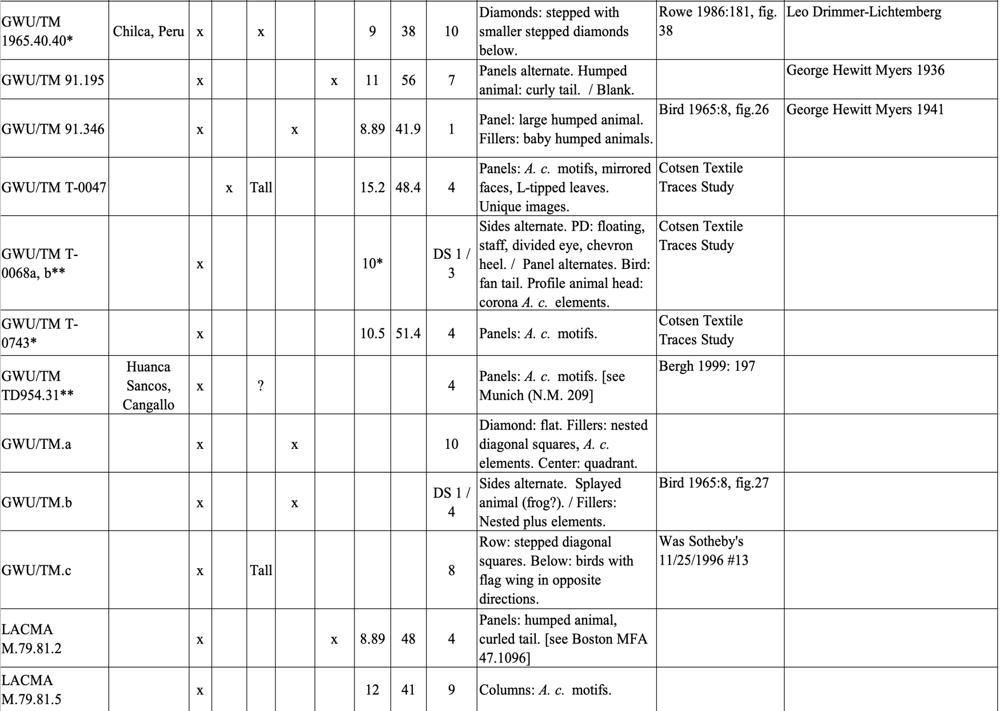 GWU/TM 1965.40.40* Chilca, Peru x x 9 38 10 Diamonds: stepped with smaller stepped diamonds below. Rowe 1986:181, fig. 38 Leo Drimmer-Lichtemberg
GWU/TM 91.195 x x 11 56 7 Panels alternate. Humped animal: curly tail. / Blank. George Hewitt Myers 1936
GWU/TM 91.346 x x 8.89 41.9 1 Panel: large humped animal. Fillers: baby humped animals. Bird 1965:8, fig.26 George Hewitt Myers 1941
GWU/TM T-0047 x Tall 15.2 48.4 4 Panels: A. c. motifs, mirrored faces, L-tipped leaves. Unique images. Cotsen Textile Traces Study
GWU/TM T-0068a, b** x 10* DS 1 / 3 Sides alternate. PD: floating, staff, divided eye, chevron heel. / Panel alternates. Bird: fan tail. Profile animal head: corona A. c. elements. Cotsen Textile Traces Study
GWU/TM T-0743* x 10.5 51.4 4 Panels: A. c. motifs. Cotsen Textile Traces Study
GWU/TM TD954.31** Huanca Sancos, Cangallo x ? 4 Panels: A. c. motifs. [see Munich (N.M. 209] Bergh 1999: 197
GWU/TM.a x x 10 Diamond: flat. Fillers: nested diagonal squares, A. c. elements. Center: quadrant.
GWU/TM.b x x DS 1 / 4 Sides alternate. Splayed animal (frog?). / Fillers: Nested plus elements. Bird 1965:8, fig.27
GWU/TM.c x Tall 8 Row: stepped diagonal squares. Below: birds with flag wing in opposite directions. Was Sotheby's 11/25/1996 #13
LACMA M.79.81.2 x x 8.89 48 4 Panels: humped animal, curled tail. [see Boston MFA 47.1096]
LACMA M.79.81.5 x 12 41 9 Columns: A. c. motifs.